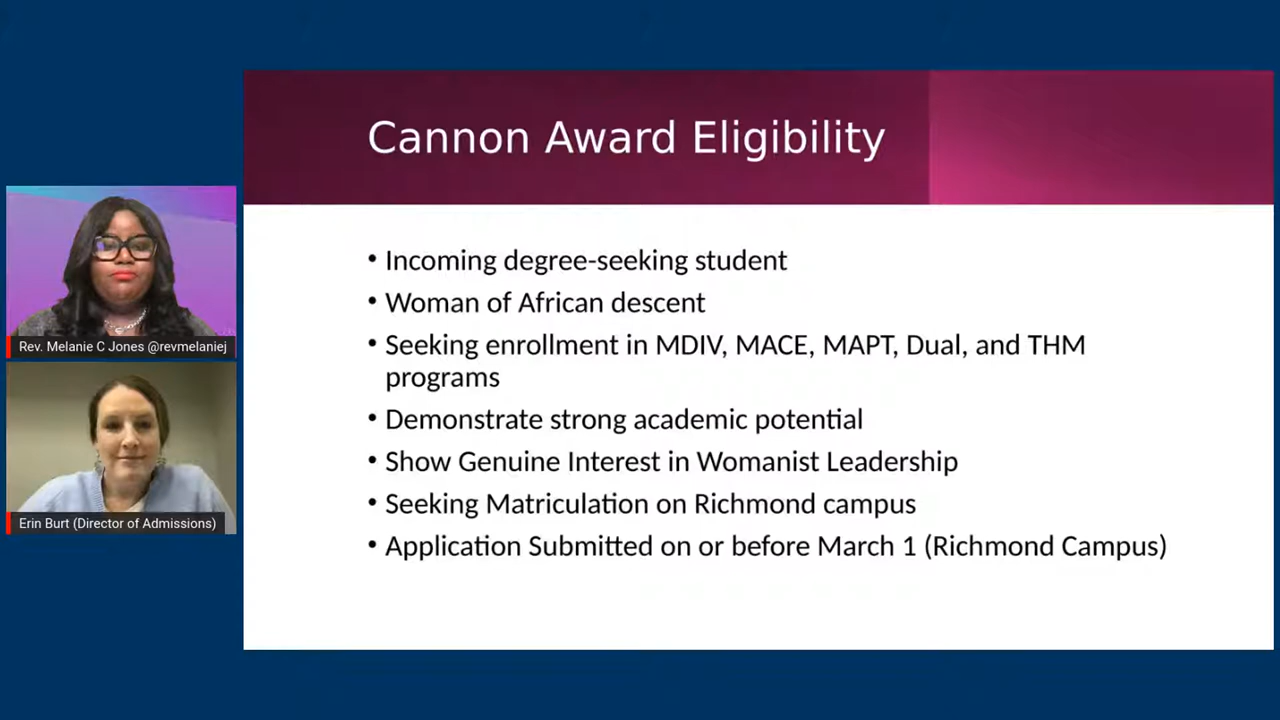 Cannon Award Eligibility
Rev. Melanie C Jones @revmelaniej
Erin Burt (Director of Admissions)
• Incoming degree-seeking student
• Woman of African descent
• Seeking enrollment in MDIV, MACE, MAPT, Dual, and THM
programs
• Demonstrate strong academic potential
• Show Genuine Interest in Womanist Leadership
• Seeking Matriculation on Richmond campus
• Application Submitted on or before March 1 (Richmond Campus)